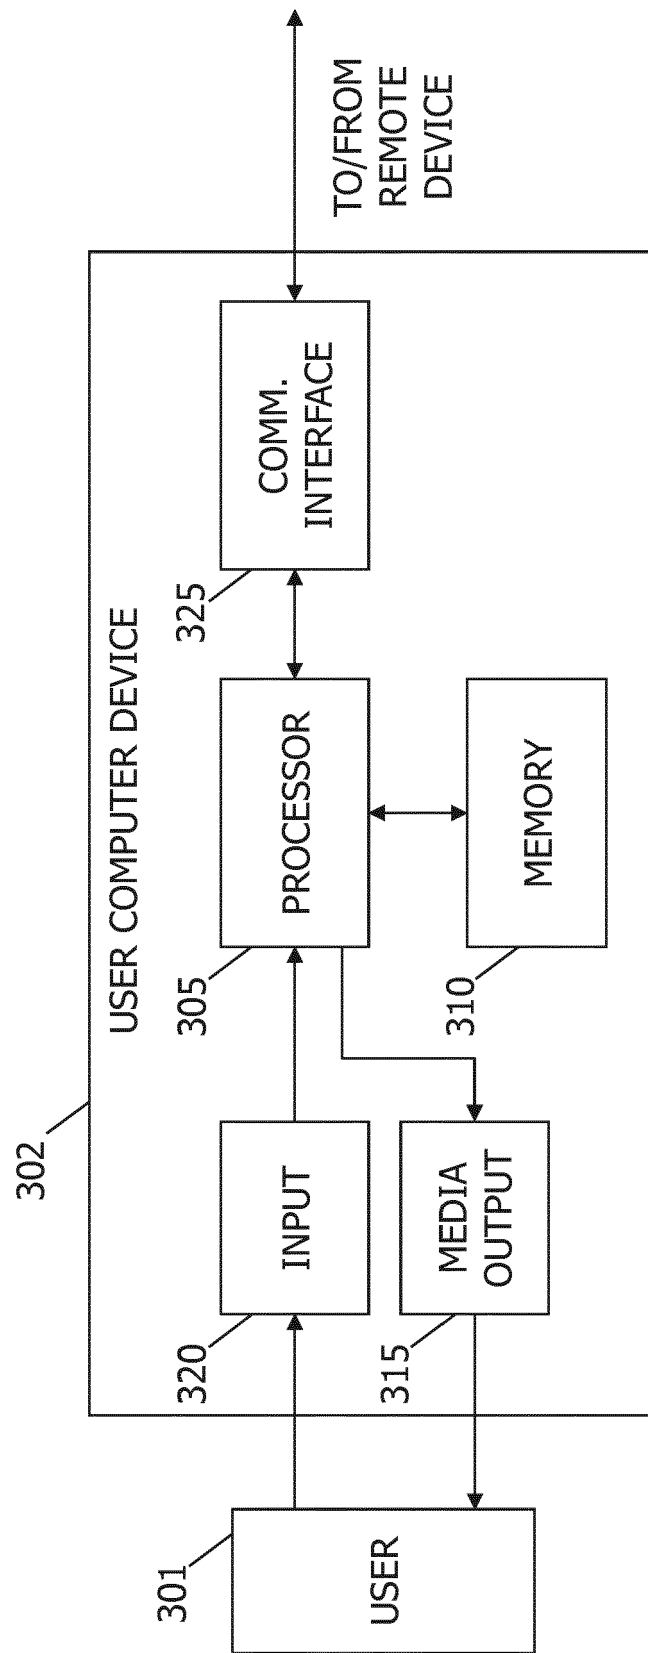 302
USER COMPUTER DEVICE
301
USER
320
INPUT
315
MEDIA
OUTPUT
305
PROCESSOR
310
MEMORY
325
COMM.
INTERFACE
TO/FROM
REMOTE
DEVICE